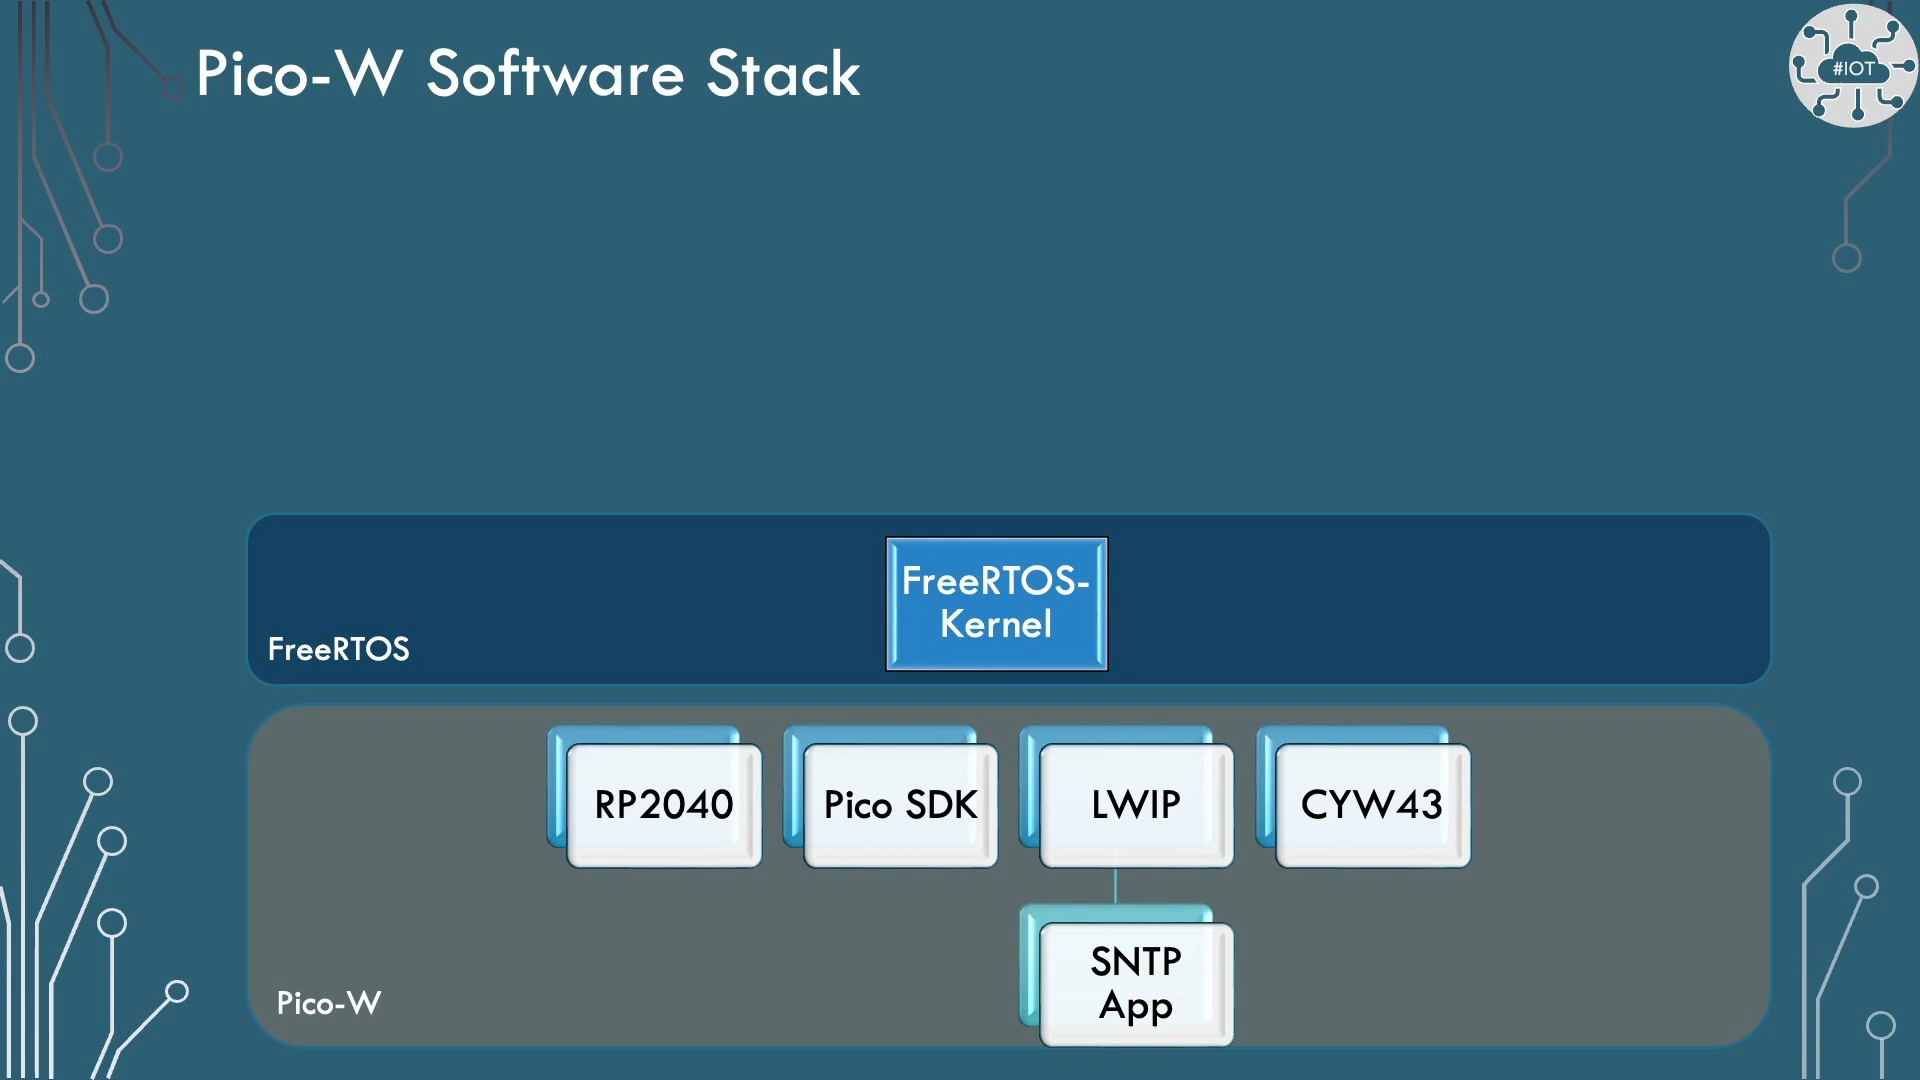 Pico-W Software Stack
#IOT
FreeRTOS-
Kernel
FreeRTOS
RP2040
Pico SDK
LWIP
CYW43
SNTP
App
Pico-W